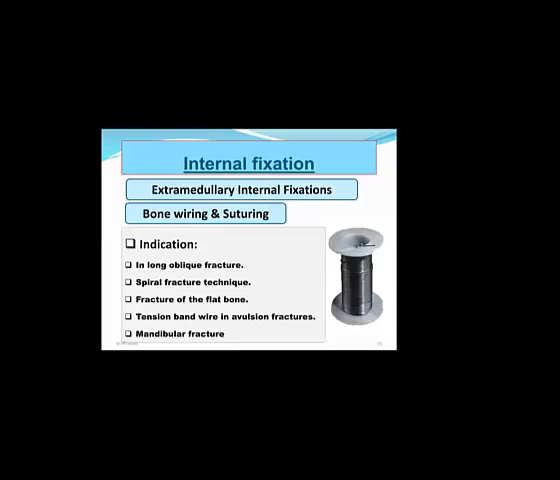 Internal fixation
Extramedullary Internal Fixations
Bone wiring & Suturing
Indication:
In long oblique fracture.
Spiral fracture technique.
Fracture of the flat bone.
Tension band wire in avulsion fractures.
Mandibular fracture